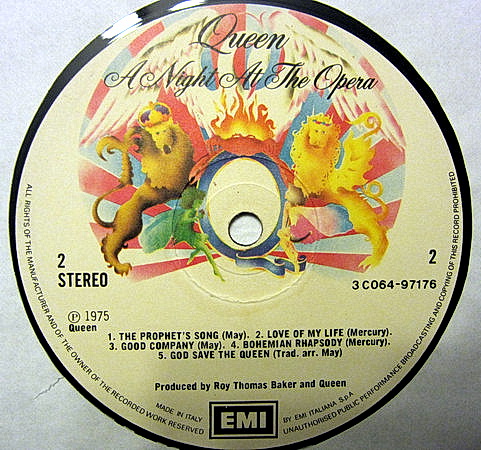 Queen
A Night At The Opera
2
STEREO
2
3 C064-97176
℗ 1975
Queen
1. THE PROPHET'S SONG (May). 2. LOVE OF MY LIFE (Mercury).
3. GOOD COMPANY (May). 4. BOHEMIAN RHAPSODY (Mercury).
5. GOD SAVE THE QUEEN (Trad. arr. May)
Produced by Roy Thomas Baker and Queen
MADE IN ITALY
EMI
BY EMI ITALIANA S.p.A.
ALL RIGHTS OF THE MANUFACTURER AND OF THE OWNER OF THE RECORDED WORK RESERVED
UNAUTHORISED PUBLIC PERFORMANCE BROADCASTING AND COPYING OF THIS RECORD PROHIBITED